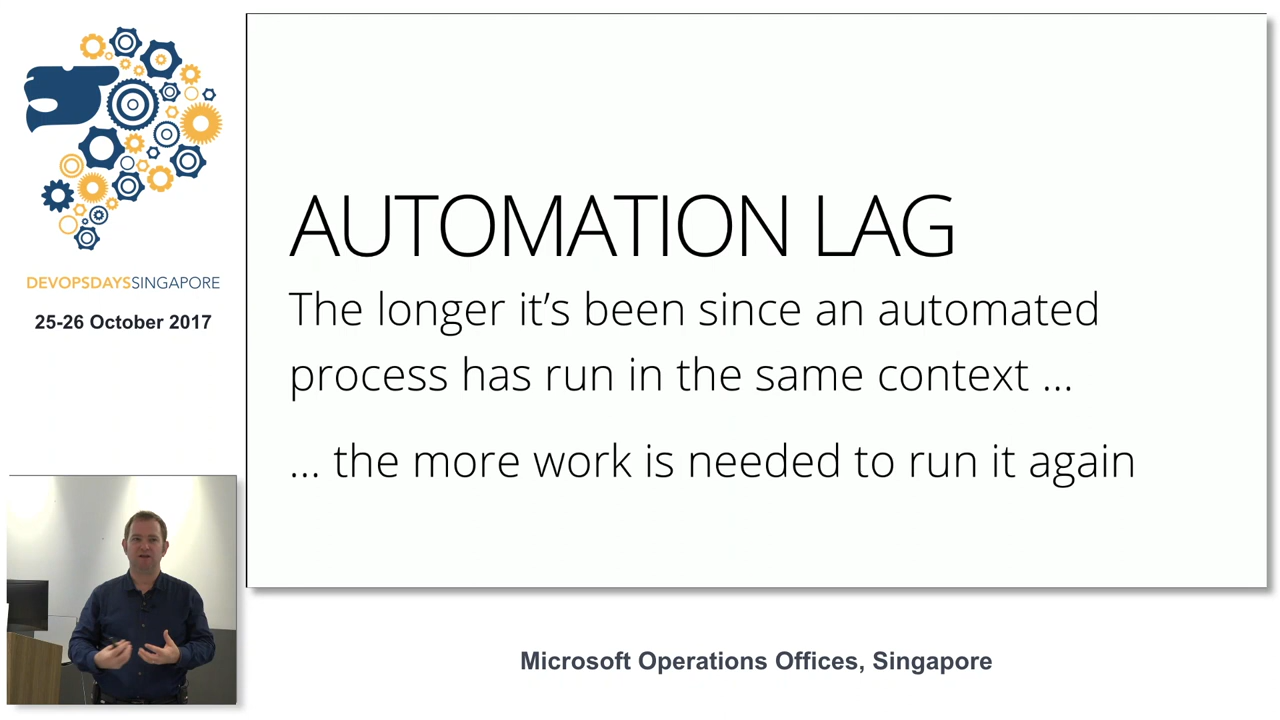 DEVOPSDAYSSINGAPORE
25-26 October 2017
AUTOMATION LAG
The longer it’s been since an automated
process has run in the same context ...
... the more work is needed to run it again
Microsoft Operations Offices, Singapore